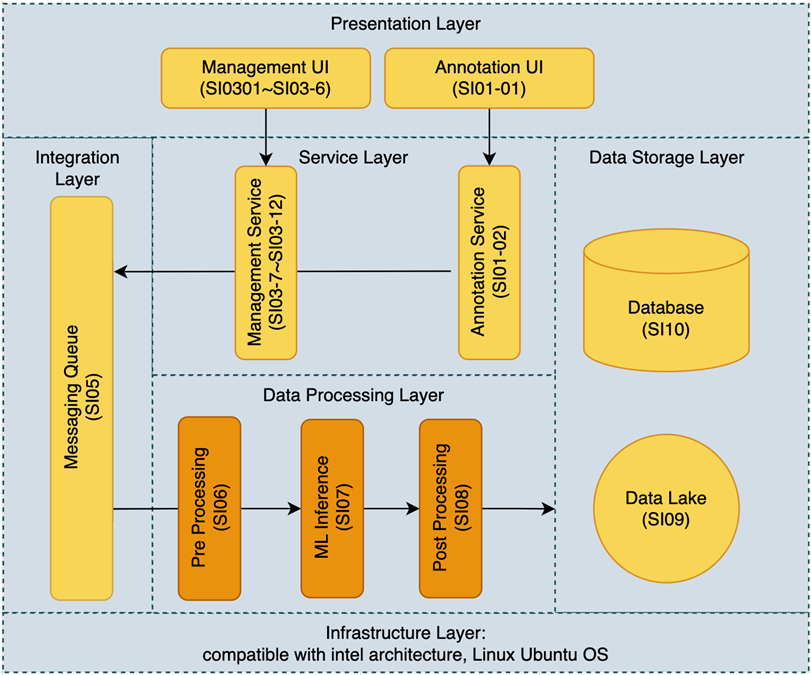 Presentation Layer
Management UI
(SI0301~SI03-6)
Annotation UI
(SI01-01)
Integration
Layer
Service Layer
Data Storage Layer
Management Service
(SI03-7~SI03-12)
Annotation Service
(SI01-02)
Messaging Queue
(SI05)
Database
(SI10)
Data Processing Layer
Pre Processing
(SI06)
ML Inference
(SI07)
Post Processing
(SI08)
Data Lake
(SI09)
Infrastructure Layer:
compatible with intel architecture, Linux Ubuntu OS